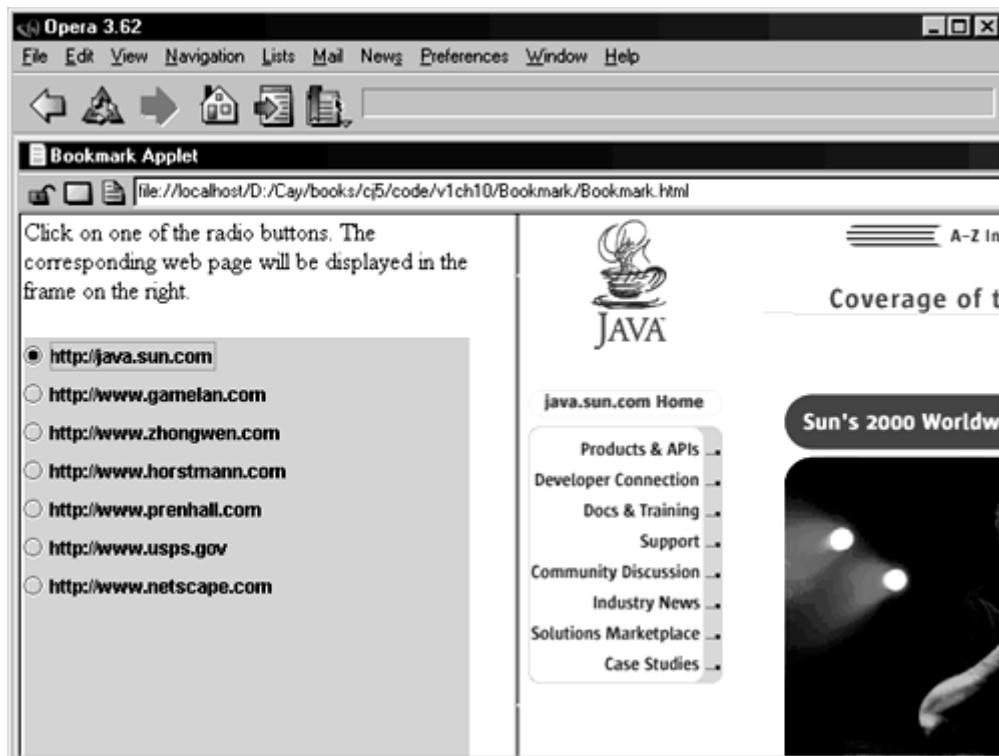 Opera 3.62
File Edit View Navigation Lists Mail News Preferences Window Help
Bookmark Applet
file://localhost/D:/Cay/books/cj5/code/v1ch10/Bookmark/Bookmark.html
Click on one of the radio buttons. The
corresponding web page will be displayed in the
frame on the right.
http://java.sun.com
http://www.gamelan.com
http://www.zhongwen.com
http://www.horstmann.com
http://www.prenhall.com
http://www.usps.gov
http://www.netscape.com
JAVA
A-Z In
Coverage of t
java.sun.com Home
Products & APIs
Developer Connection
Docs & Training
Support
Community Discussion
Industry News
Solutions Marketplace
Case Studies
Sun's 2000 Worldw